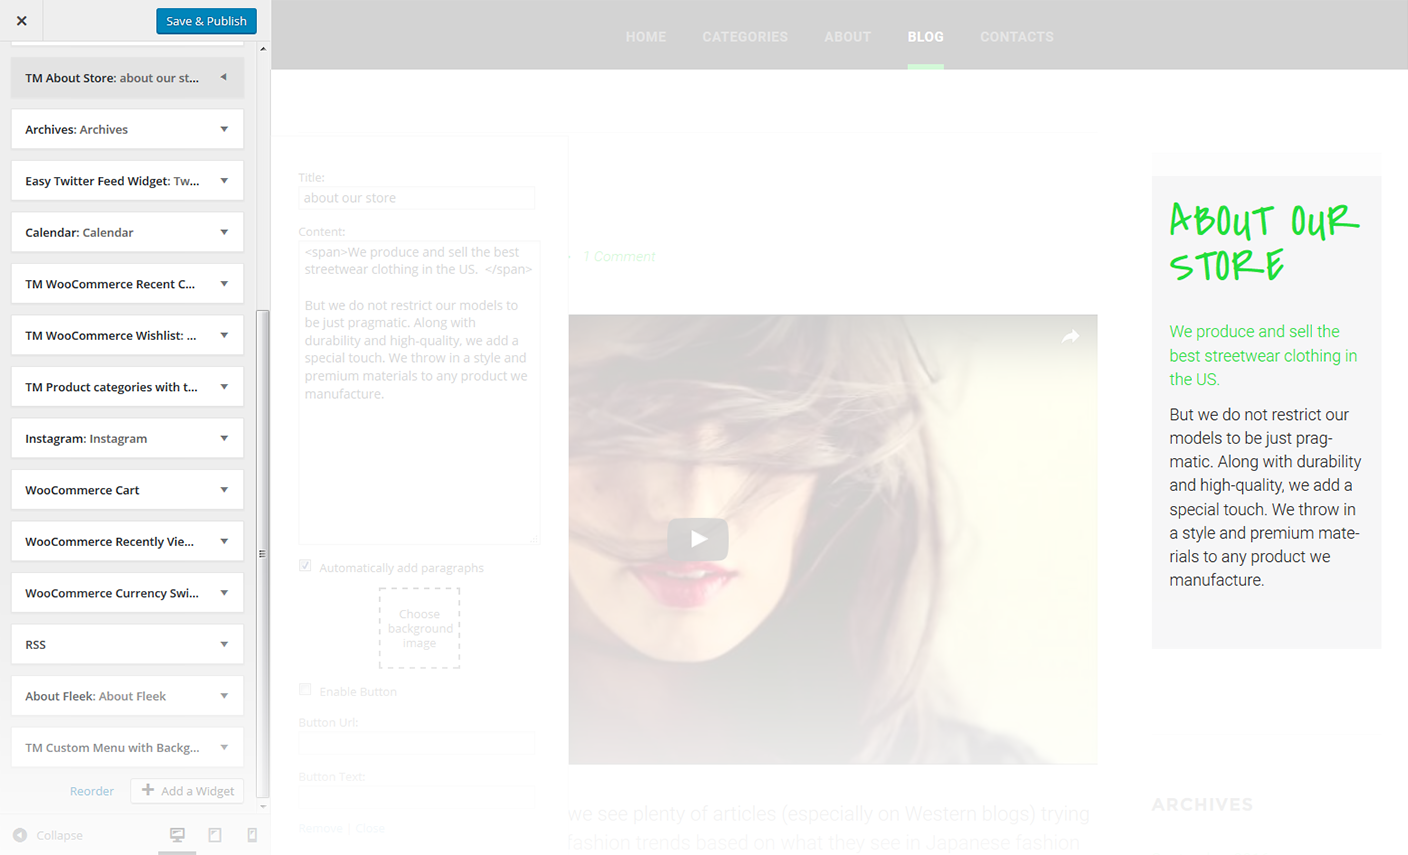 Save & Publish
HOME CATEGORIES ABOUT BLOG CONTACTS
TM About Store: about our st...
Archives: Archives
Easy Twitter Feed Widget: Tw...
Calendar: Calendar
TM WooCommerce Recent C...
TM WooCommerce Wishlist: ...
TM Product categories with t...
Instagram: Instagram
WooCommerce Cart
WooCommerce Recently Vie...
WooCommerce Currency Swi...
RSS
About Fleek: About Fleek
TM Custom Menu with Backg...
Reorder
Add a Widget
Collapse
Title:
about our store
Content:
<span>We produce and sell the best
streetwear clothing in the US.  </span>
But we do not restrict our models to
be just pragmatic. Along with
durability and high-quality, we add a
special touch. We throw in a style and
premium materials to any product we
manufacture.
Automatically add paragraphs
Choose
background
image
Enable Button
Button Url:
Button Text:
Remove | Close
1 Comment
we see plenty of articles (especially on Western blogs) trying
fashion trends based on what they see in Japanese fashion
ABOUT OUR
STORE
We produce and sell the
best streetwear clothing in
the US.
But we do not restrict our
models to be just prag-
matic. Along with durability
and high-quality, we add a
special touch. We throw in
a style and premium mate-
rials to any product we
manufacture.
ARCHIVES